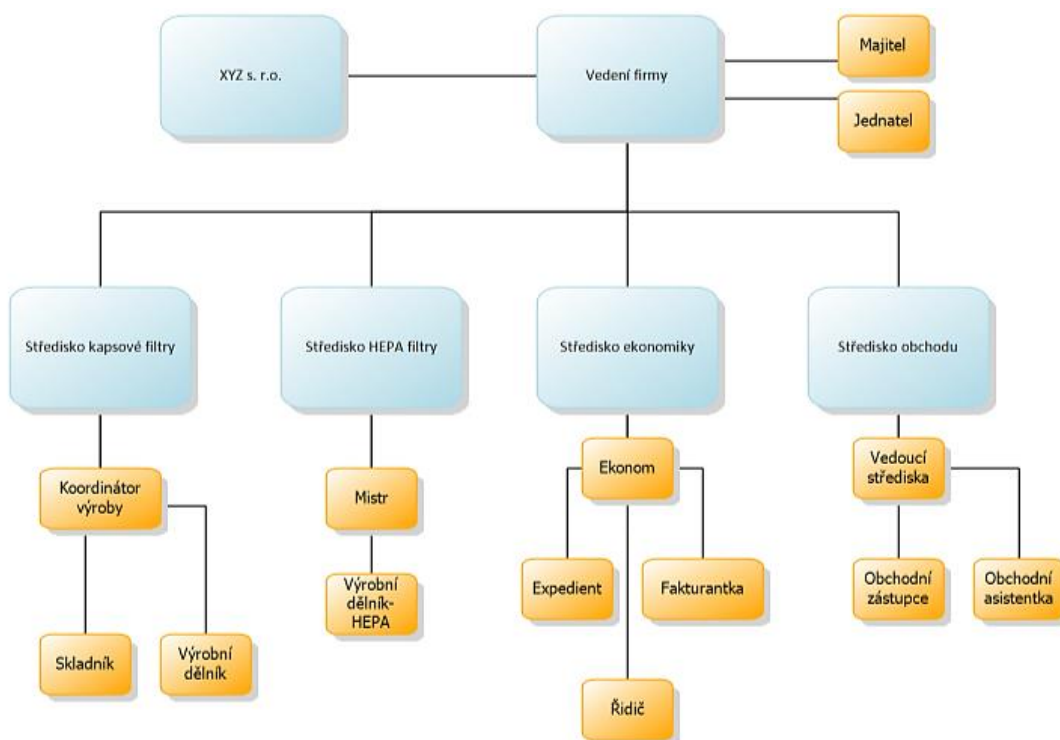 XYZ s. r.o.
Vedení firmy
Majitel
Jednatel
Středisko kapsové filtry
Středisko HEPA filtry
Středisko ekonomiky
Středisko obchodu
Koordinátor
výroby
Mistr
Ekonom
Vedoucí
střediska
Skladník
Výrobní
dělník
Výrobní
dělník-
HEPA
Expedient
Fakturantka
Řidič
Obchodní
zástupce
Obchodní
asistentka